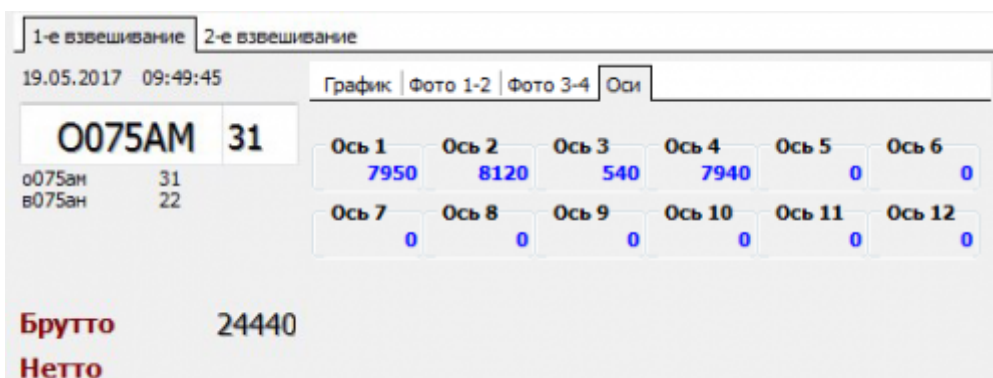 1-е взвешивание 2-е взвешивание
19.05.2017 09:49:45
График Фото 1-2 Фото 3-4 Оси
О075АМ 31
о075ам 31
в075ан 22
Ось 1 Ось 2 Ось 3 Ось 4 Ось 5 Ось 6
7950 8120 540 7940 0 0
Ось 7 Ось 8 Ось 9 Ось 10 Ось 11 Ось 12
0 0 0 0 0 0
Брутто 24440
Нетто